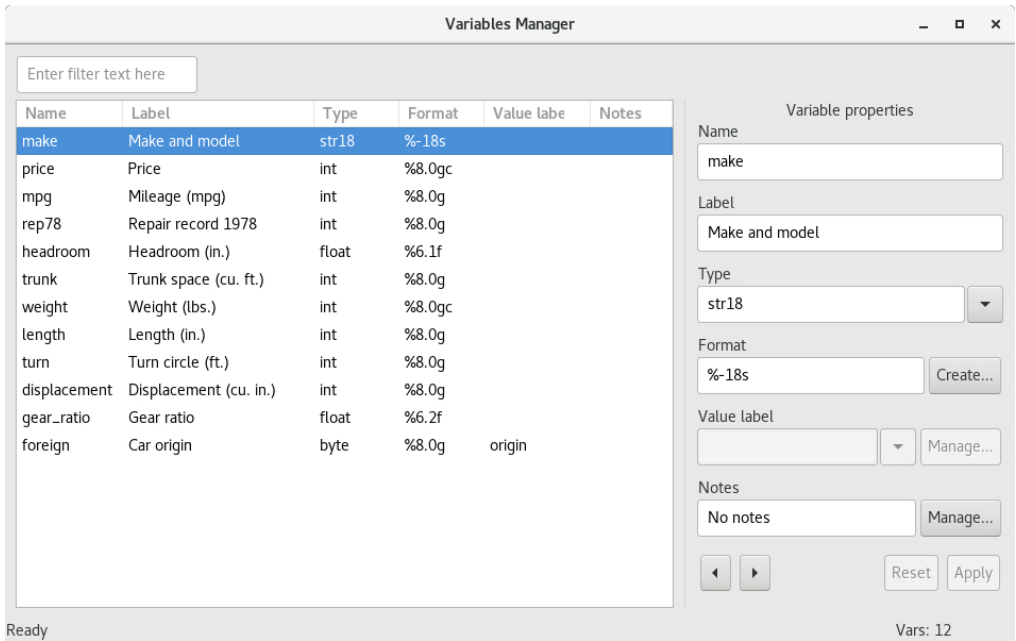 Variables Manager
Enter filter text here
Name Label Type Format Value labe Notes
make Make and model str18 %-18s
price Price int %8.0gc
mpg Mileage (mpg) int %8.0g
rep78 Repair record 1978 int %8.0g
headroom Headroom (in.) float %6.1f
trunk Trunk space (cu. ft.) int %8.0g
weight Weight (lbs.) int %8.0gc
length Length (in.) int %8.0g
turn Turn circle (ft.) int %8.0g
displacement Displacement (cu. in.) int %8.0g
gear_ratio Gear ratio float %6.2f
foreign Car origin byte %8.0g origin
Variable properties
Name
make
Label
Make and model
Type
str18
Format
%-18s Create...
Value label
Manage...
Notes
No notes Manage...
Reset Apply
Ready Vars: 12